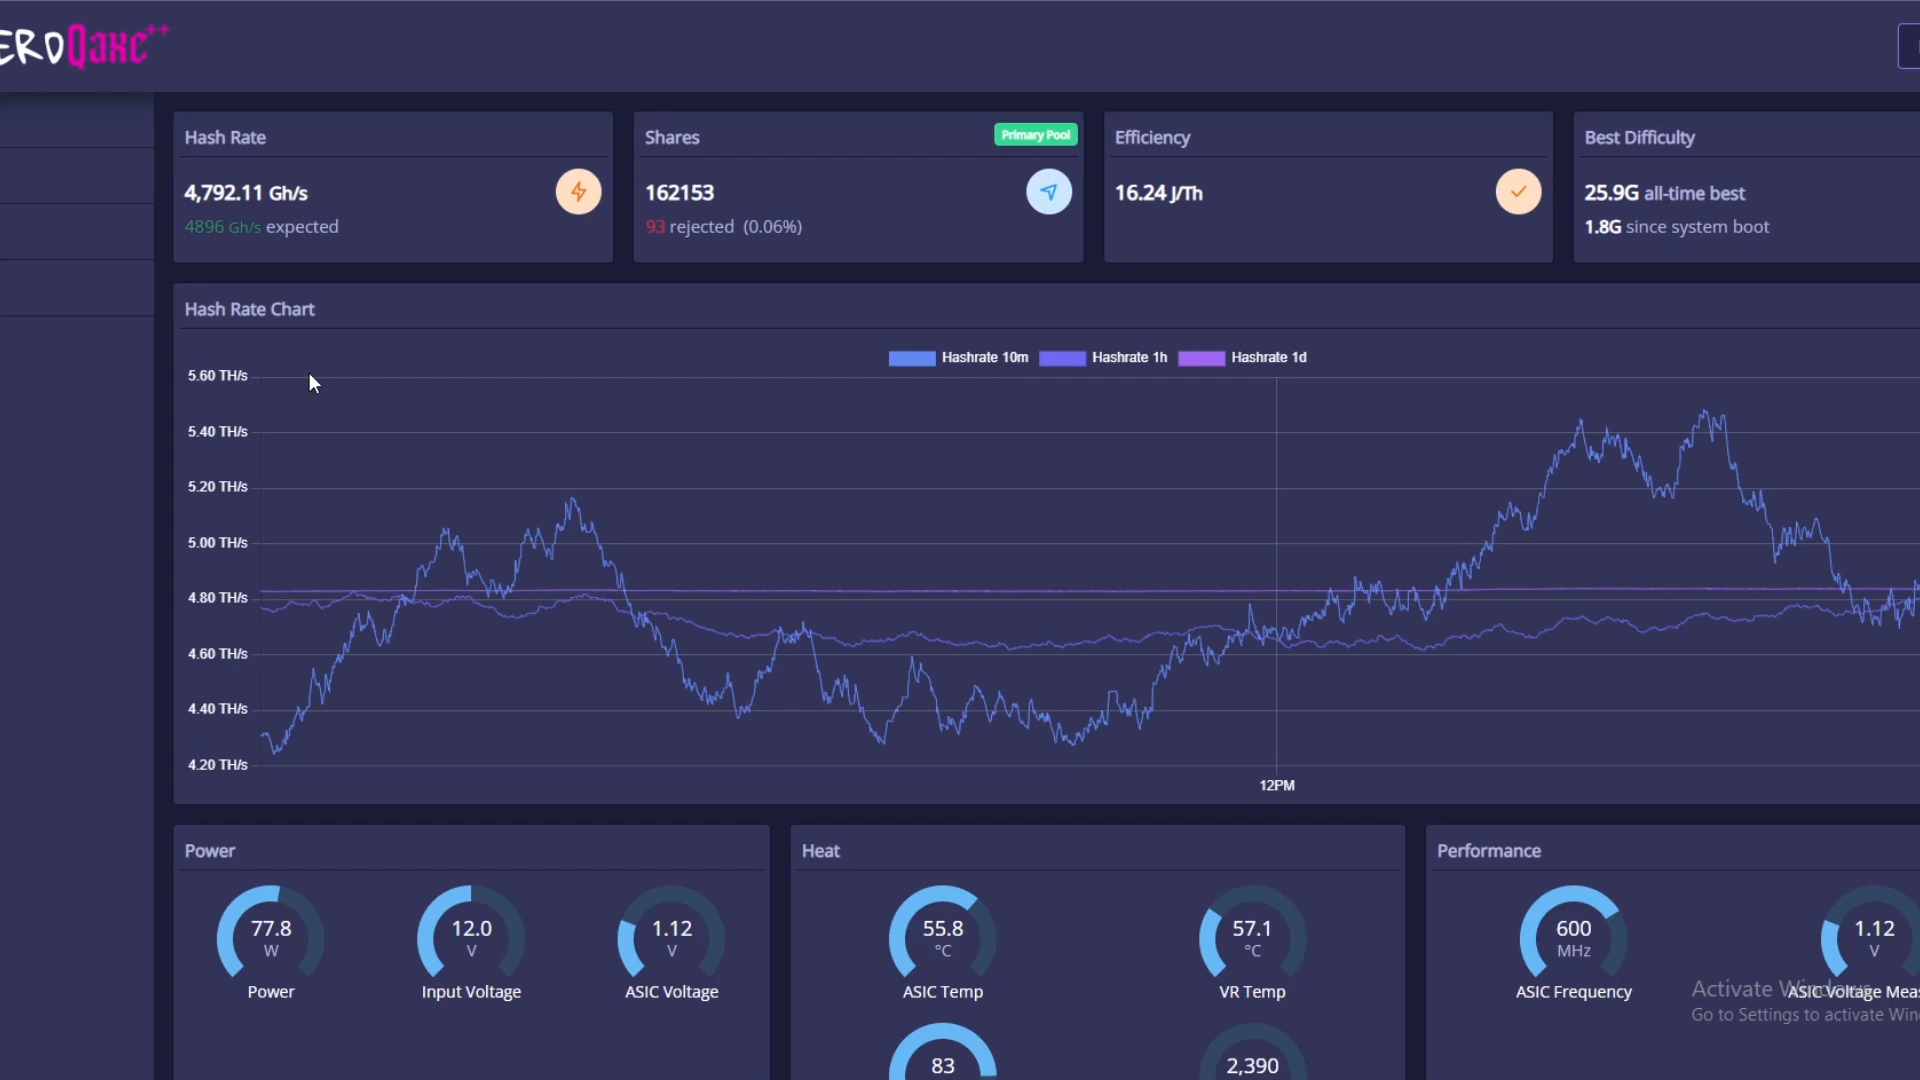 ERDQaxe++
Hash Rate
4,792.11 Gh/s
4896 Gh/s expected
Shares
Primary Pool
162153
93 rejected (0.06%)
Efficiency
16.24 J/Th
Best Difficulty
25.9G all-time best
1.8G since system boot
Hash Rate Chart
Hashrate 10m Hashrate 1h Hashrate 1d
5.60 TH/s
5.40 TH/s
5.20 TH/s
5.00 TH/s
4.80 TH/s
4.60 TH/s
4.40 TH/s
4.20 TH/s
12PM
Power
77.8
W
Power
12.0
V
Input Voltage
1.12
V
ASIC Voltage
Heat
55.8
°C
ASIC Temp
57.1
°C
VR Temp
83
2,390
Performance
600
MHz
ASIC Frequency
1.12
V
ASIC Voltage Meas
Activate Windows
Go to Settings to activate Win